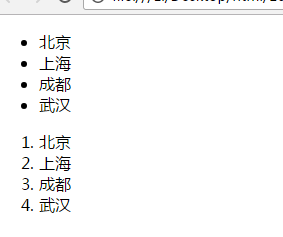 北京
上海
成都
武汉
1. 北京
2. 上海
3. 成都
4. 武汉